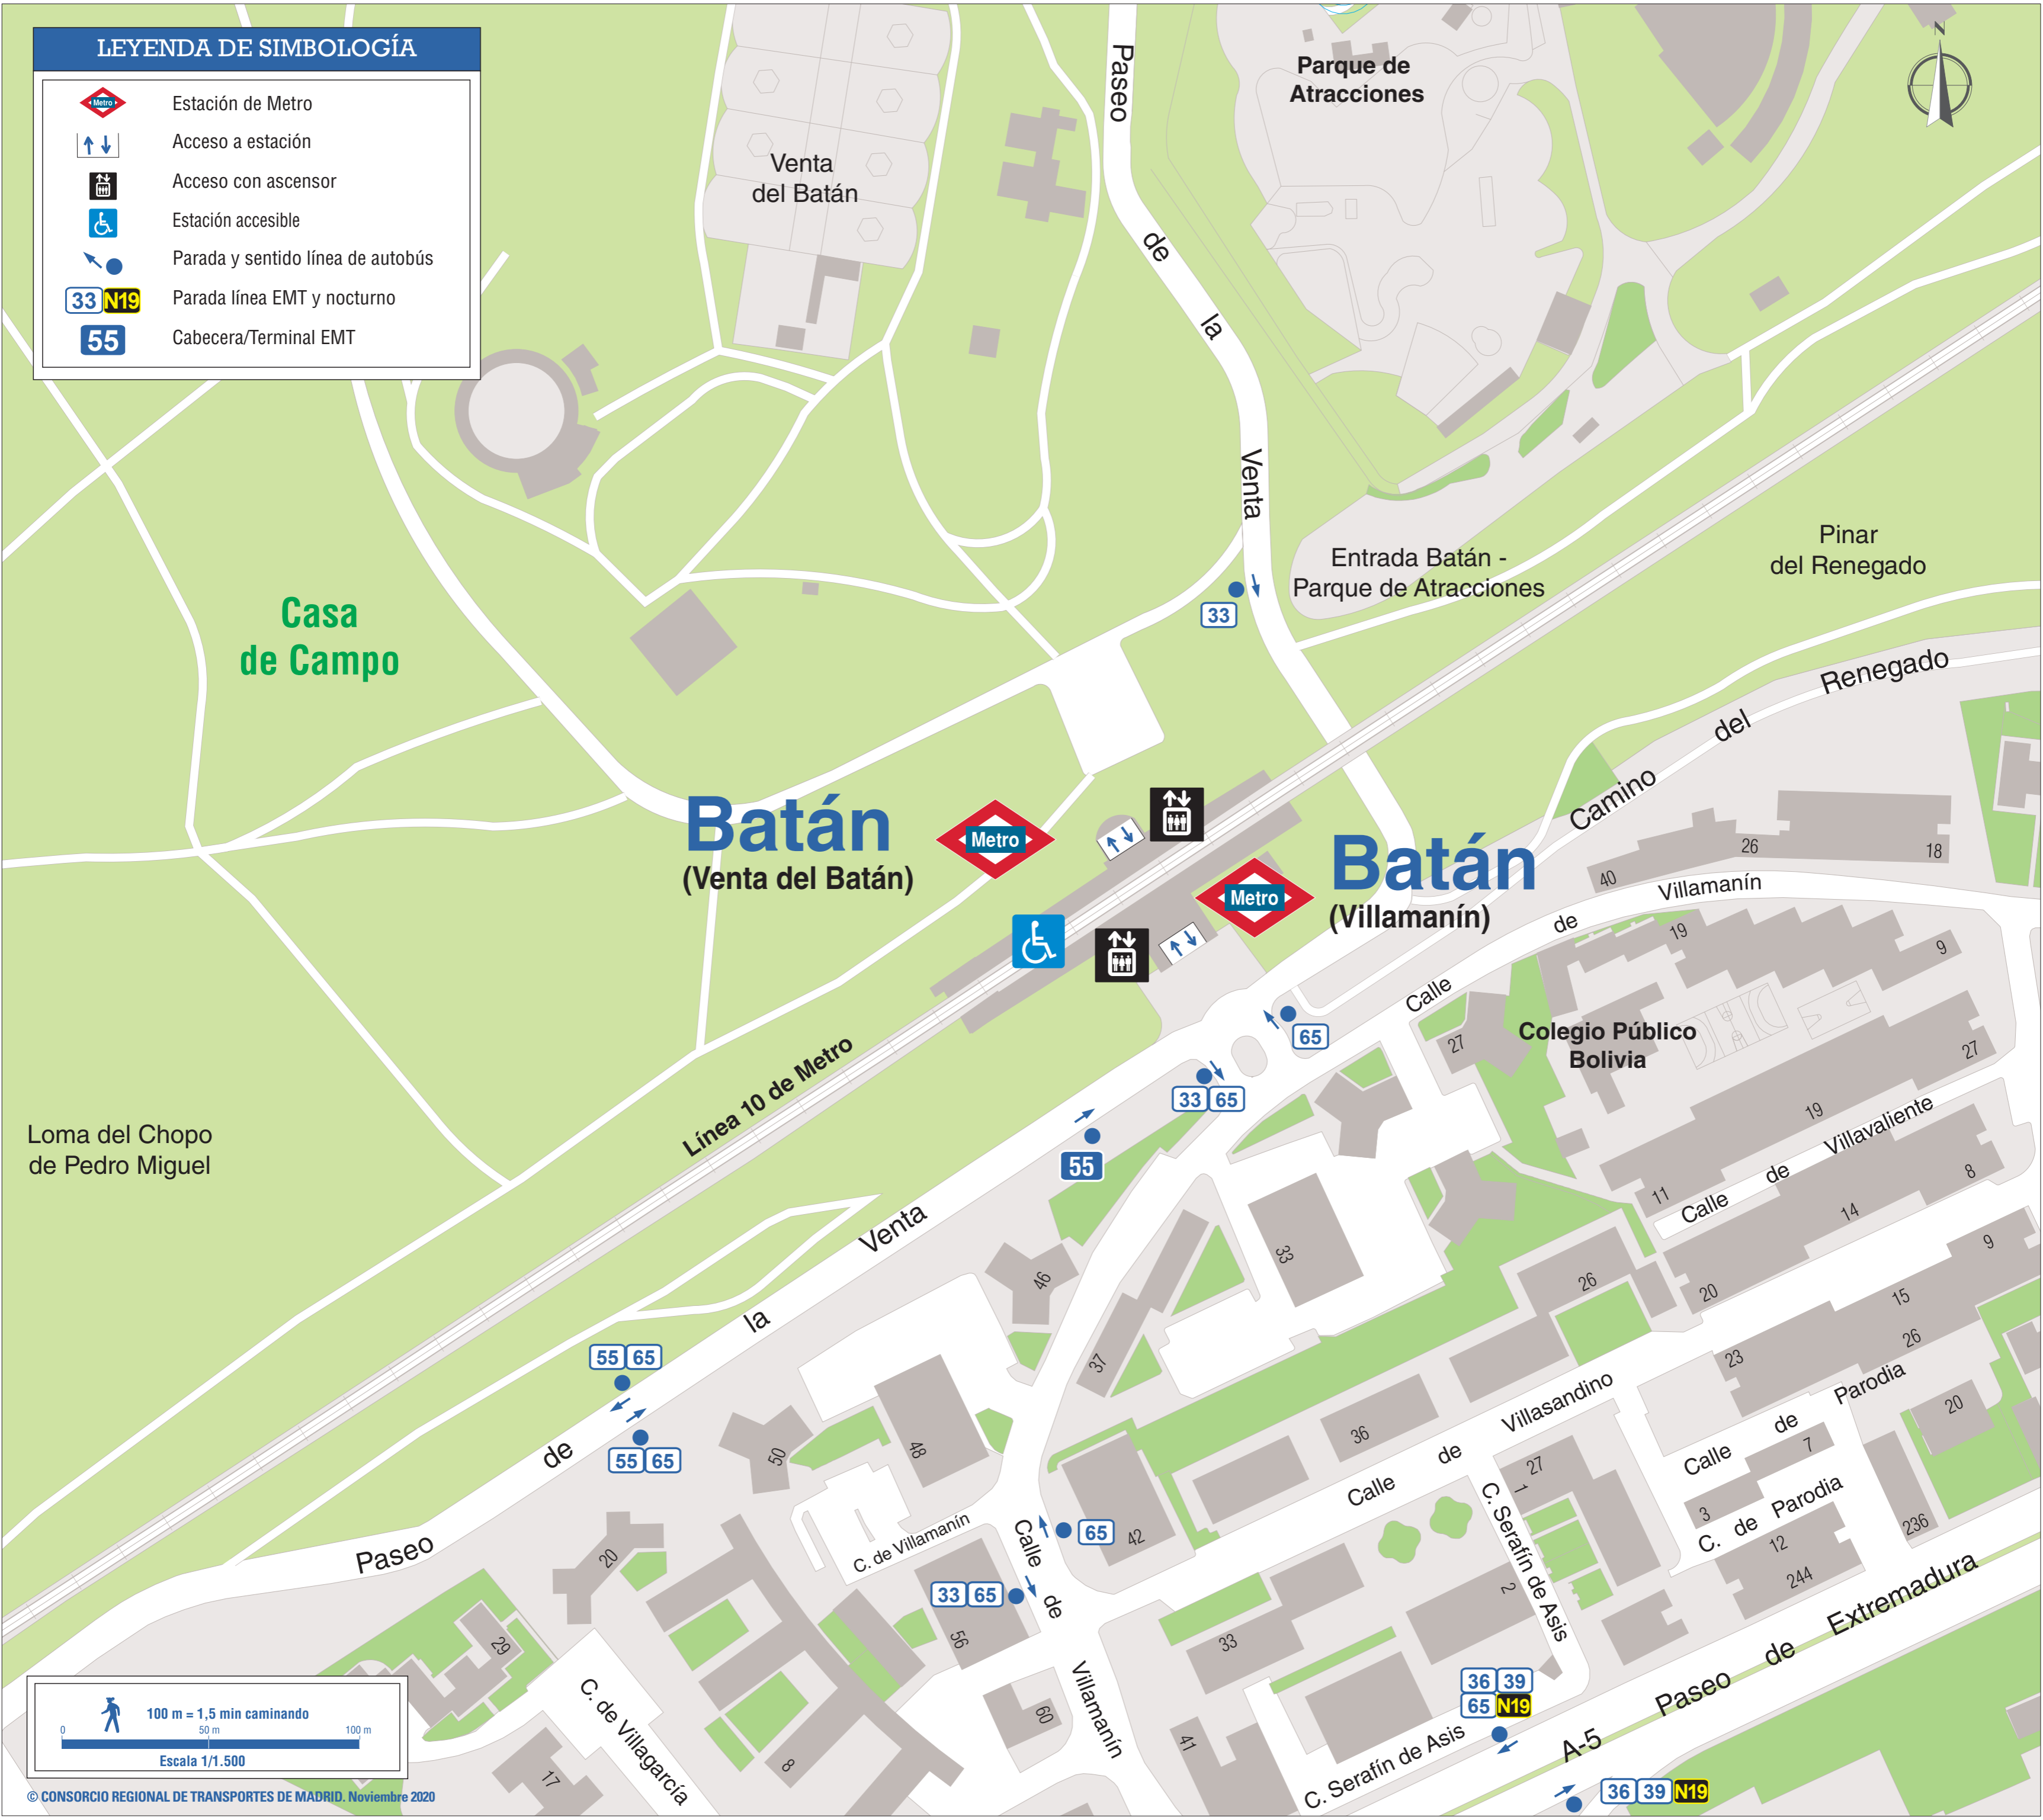 LEYENDA DE SIMBOLOGÍA
Metro
Estación de Metro
Acceso a estación
Acceso con ascensor
Estación accesible
Parada y sentido línea de autobús
33 N19
Parada línea EMT y nocturno
55
Cabecera/Terminal EMT
N
Parque de
Atracciones
Venta
del Batán
Paseo
de
la
Venta
Entrada Batán -
Parque de Atracciones
33
Pinar
del Renegado
Casa
de Campo
Camino
del
Renegado
Batán
(Venta del Batán)
Metro
Metro
Batán
(Villamanín)
40
26
18
Calle
de
Villamanín
19
9
27
Colegio Público
Bolivia
27
19
11
65
33 65
55
Línea 10 de Metro
Loma del Chopo
de Pedro Miguel
Calle
de
Villavaliente
8
14
20
9
15
26
23
26
33
46
37
Paseo
de
la
Venta
55 65
55 65
50
48
36
Calle
de
Villasandino
Calle
de
Parodia
20
7
3
C. de Parodia
12
244
236
27
1
C. Serafín de Asis
2
42
65
C. de Villamanín
Calle
de
Villamanín
33 65
56
20
29
33
60
41
8
17
C. de Villagarcía
36 39
65 N19
C. Serafín de Asis
A-5
Paseo
de
Extremadura
36 39 N19
100 m = 1,5 min caminando
0
50 m
100 m
Escala 1/1.500
© CONSORCIO REGIONAL DE TRANSPORTES DE MADRID. Noviembre 2020